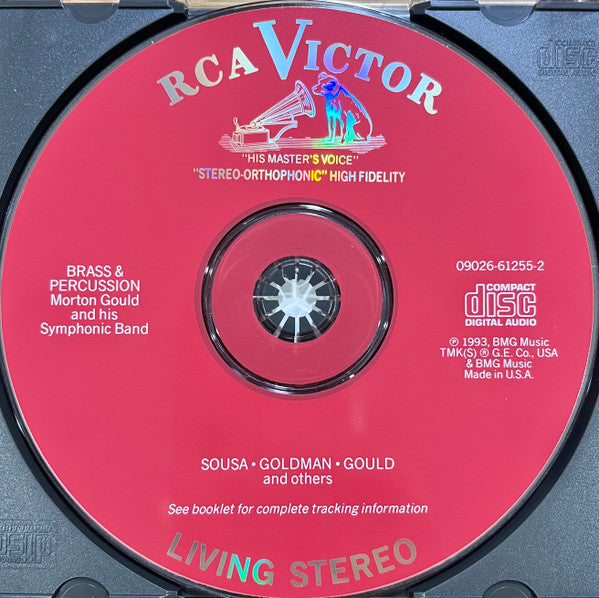 RCA VICTOR
"HIS MASTER'S VOICE"
"STEREO-ORTHOPHONIC" HIGH FIDELITY
BRASS &
PERCUSSION
Morton Gould
and his
Symphonic Band
09026-61255-2
COMPACT
disc
DIGITAL AUDIO
℗ 1993, BMG Music
TMK(S) ® G.E. Co., USA
& BMG Music
Made in U.S.A.
SOUSA • GOLDMAN • GOULD
and others
See booklet for complete tracking information
LIVING STEREO
COMPACT
disc